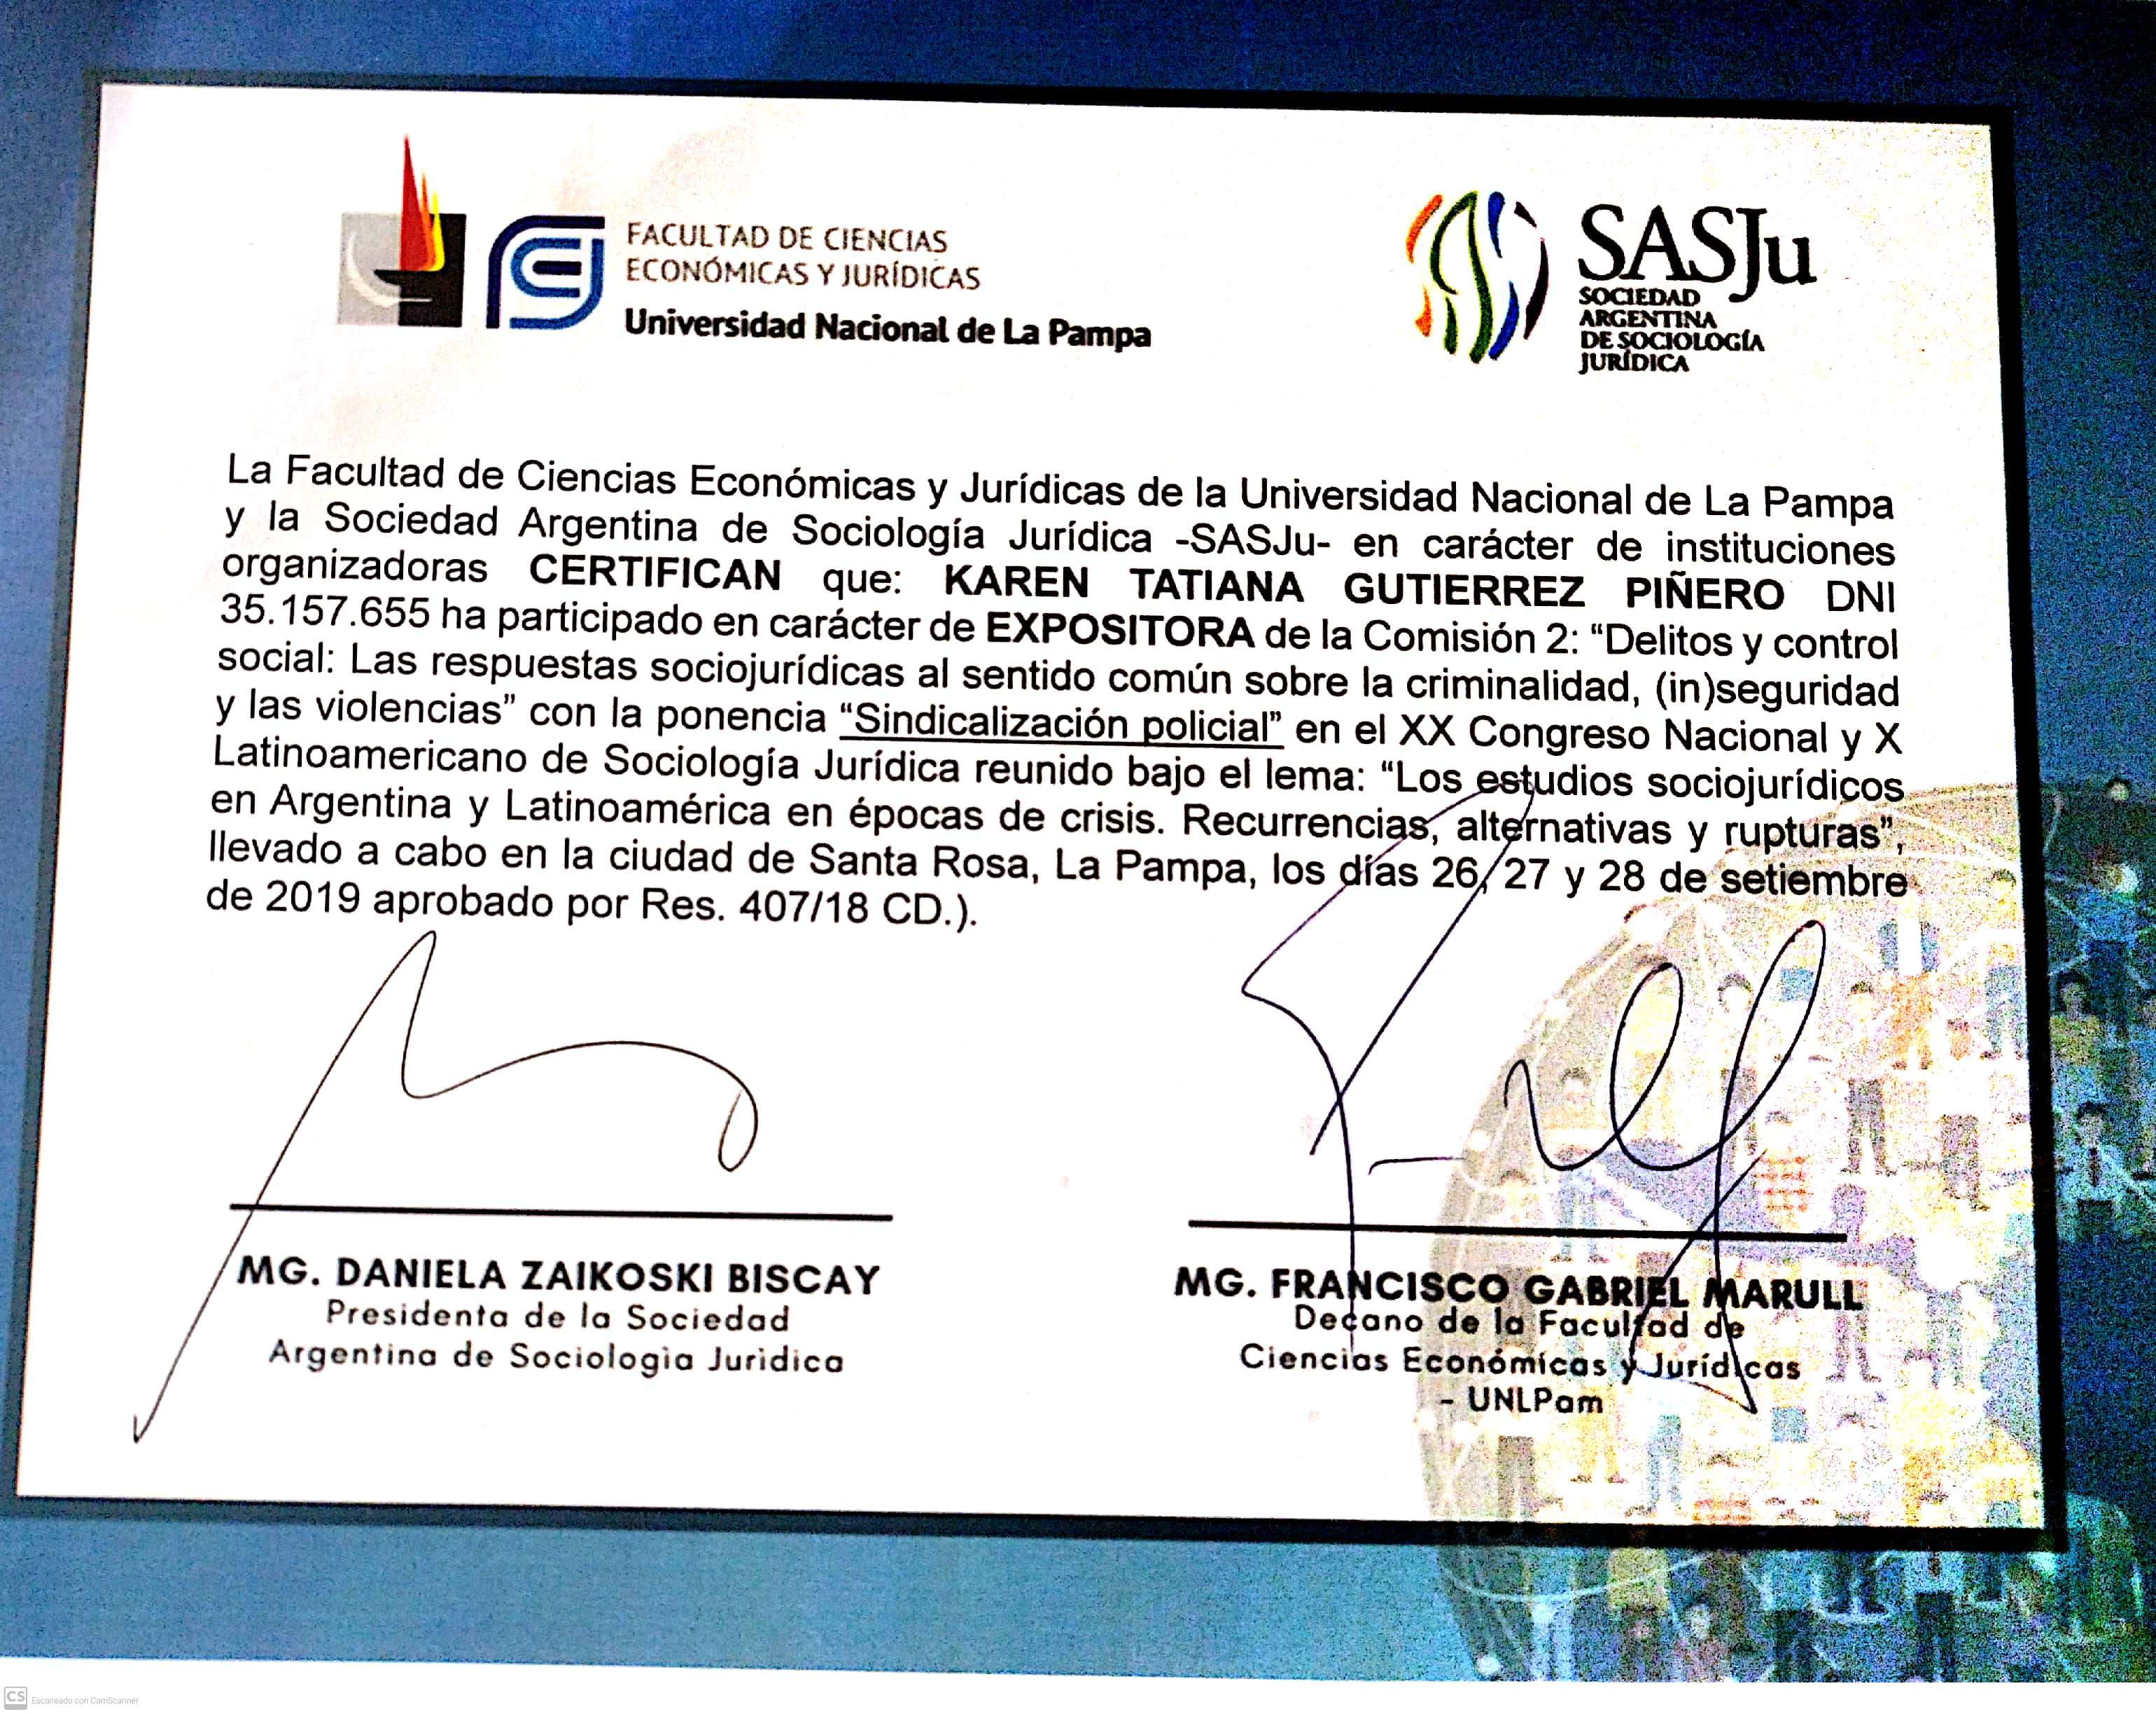 FACULTAD DE CIENCIAS
ECONÓMICAS Y JURÍDICAS
Universidad Nacional de La Pampa
SASJu
SOCIEDAD
ARGENTINA
DE SOCIOLOGÍA
JURÍDICA
La Facultad de Ciencias Económicas y Jurídicas de la Universidad Nacional de La Pampa
y la Sociedad Argentina de Sociología Jurídica -SASJu- en carácter de instituciones
organizadoras CERTIFICAN que: KAREN TATIANA GUTIERREZ PIÑERO DNI
35.157.655 ha participado en carácter de EXPOSITORA de la Comisión 2: “Delitos y control
social: Las respuestas sociojurídicas al sentido común sobre la criminalidad, (in)seguridad
y las violencias” con la ponencia “Sindicalización policial” en el XX Congreso Nacional y X
Latinoamericano de Sociología Jurídica reunido bajo el lema: “Los estudios sociojurídicos
en Argentina y Latinoamérica en épocas de crisis. Recurrencias, alternativas y rupturas”,
llevado a cabo en la ciudad de Santa Rosa, La Pampa, los días 26, 27 y 28 de setiembre
de 2019 aprobado por Res. 407/18 CD.).
MG. DANIELA ZAIKOSKI BISCAY
Presidenta de la Sociedad
Argentina de Sociologia Juridica
MG. FRANCISCO GABRIEL MARULL
Decano de la Facultad de
Ciencias Económicas y Jurídicas
- UNLPam
CS Escaneado con CamScanner